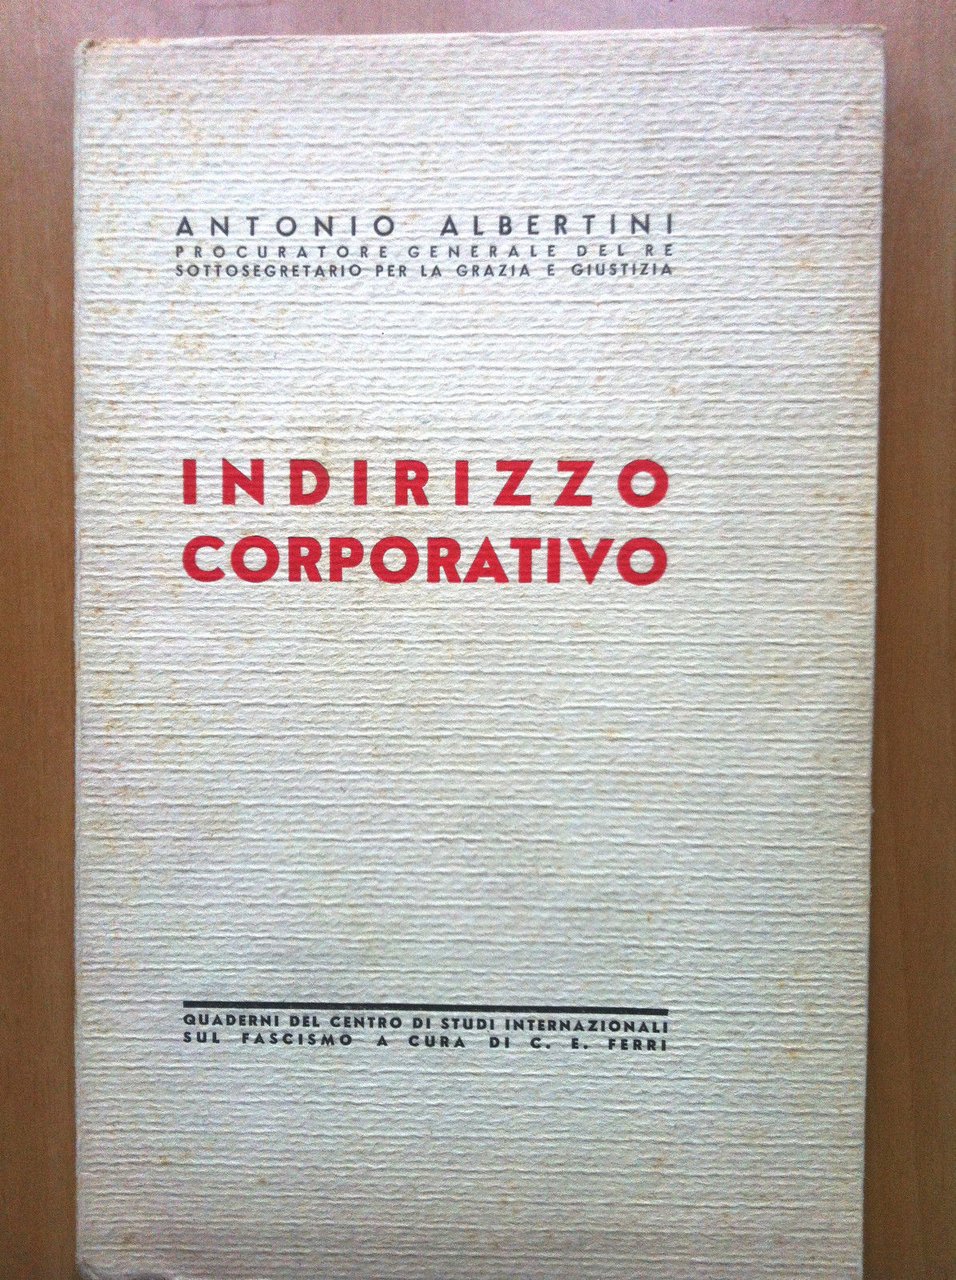 ANTONIO ALBERTINI
PROCURATORE GENERALE DEL RE
SOTTOSEGRETARIO PER LA GRAZIA E GIUSTIZIA
INDIRIZZO
CORPORATIVO
QUADERNI DEL CENTRO DI STUDI INTERNAZIONALI
SUL FASCISMO A CURA DI C. E. FERRI